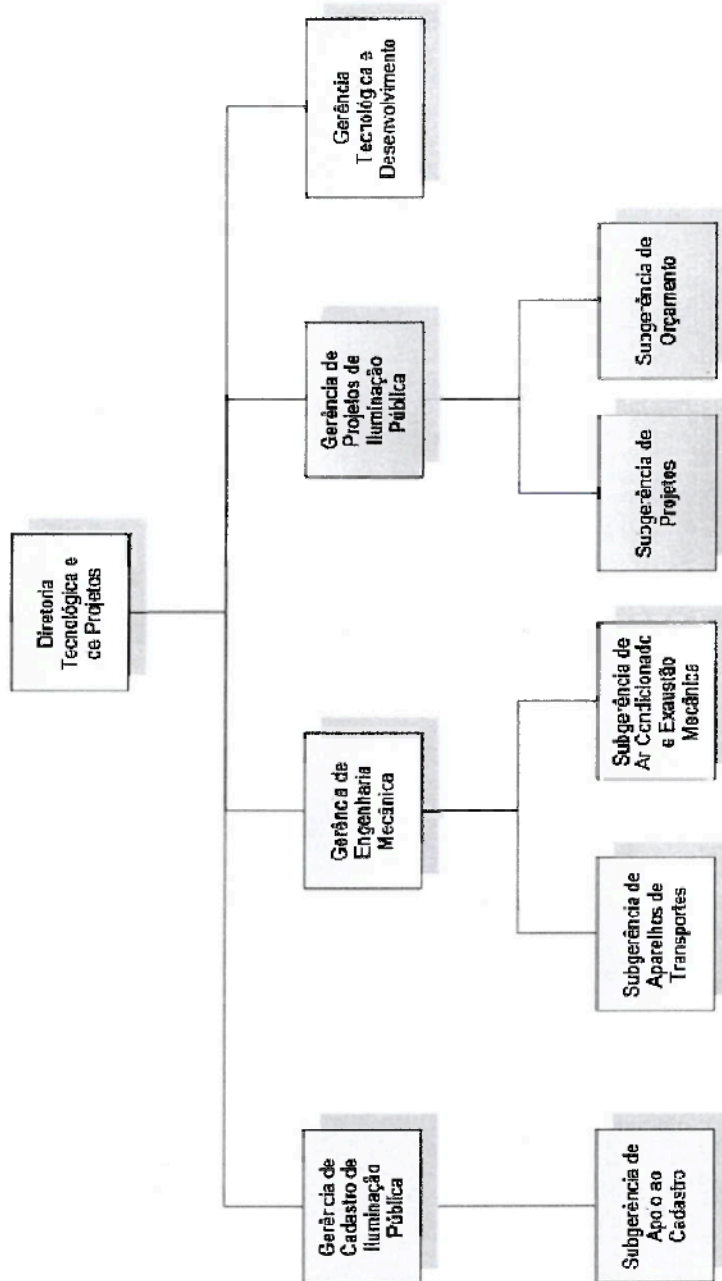 Diretoria
Tecnológica e
de Projetos
Gerência de
Cadastro de
Iluminação
Pública
Gerência de
Engenharia
Mecânica
Gerência de
Projetos de
Iluminação
Pública
Gerência
Tecnológica e
Desenvolvimento
Subgerência de
Apoio ao
Cadastro
Subgerência de
Aparelhos de
Transportes
Subgerência de
Ar Condicionado
e Exaustão
Mecânica
Subgerência de
Projetos
Subgerência de
Orçamento